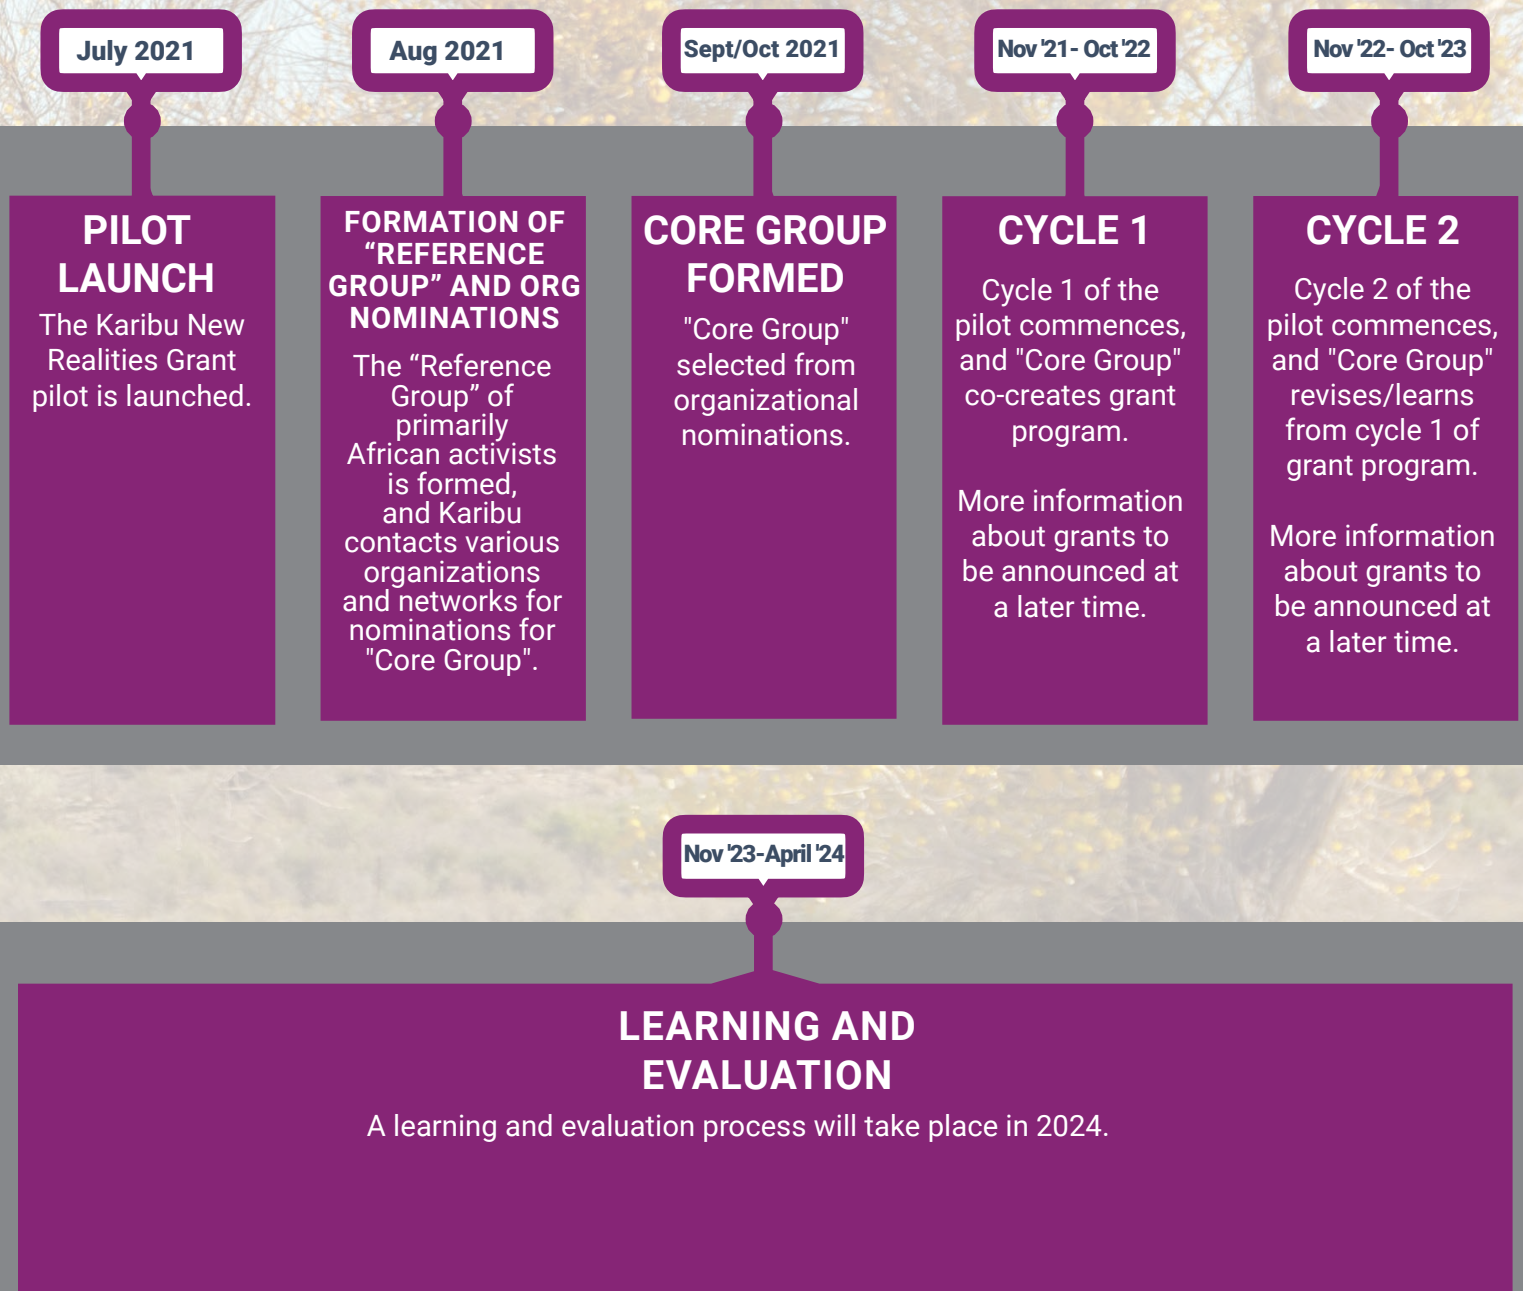 July 2021
PILOT
LAUNCH
The Karibu New
Realities Grant
pilot is launched.
Aug 2021
FORMATION OF
“REFERENCE
GROUP” AND ORG
NOMINATIONS
The “Reference
Group” of
primarily
African activists
is formed,
and Karibu
contacts various
organizations
and networks for
nominations for
"Core Group".
Sept/Oct 2021
CORE GROUP
FORMED
"Core Group"
selected from
organizational
nominations.
Nov '21- Oct '22
CYCLE 1
Cycle 1 of the
pilot commences,
and "Core Group"
co-creates grant
program.
More information
about grants to
be announced at
a later time.
Nov '22- Oct '23
CYCLE 2
Cycle 2 of the
pilot commences,
and "Core Group"
revises/learns
from cycle 1 of
grant program.
More information
about grants to
be announced at
a later time.
Nov '23-April '24
LEARNING AND
EVALUATION
A learning and evaluation process will take place in 2024.